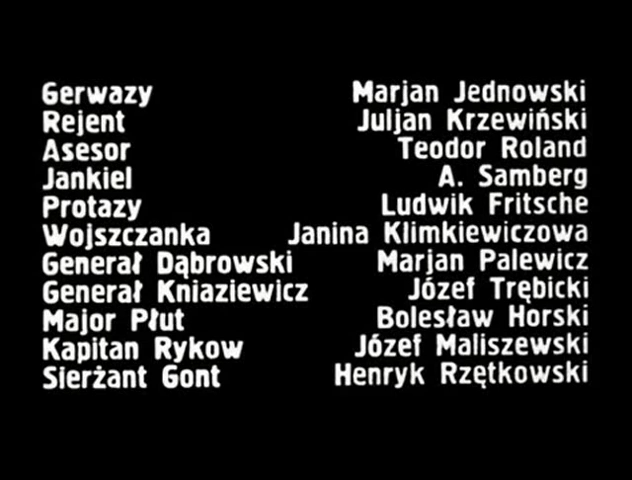 Gerwazy Marjan Jednowski
Rejent Juljan Krzewiński
Asesor Teodor Roland
Jankiel A. Samberg
Protazy Ludwik Fritsche
Wojszczanka Janina Klimkiewiczowa
Generał Dąbrowski Marjan Palewicz
Generał Kniaziewicz Józef Trębicki
Major Płut Bolesław Horski
Kapitan Rykow Józef Maliszewski
Sierżant Gont Henryk Rzętkowski